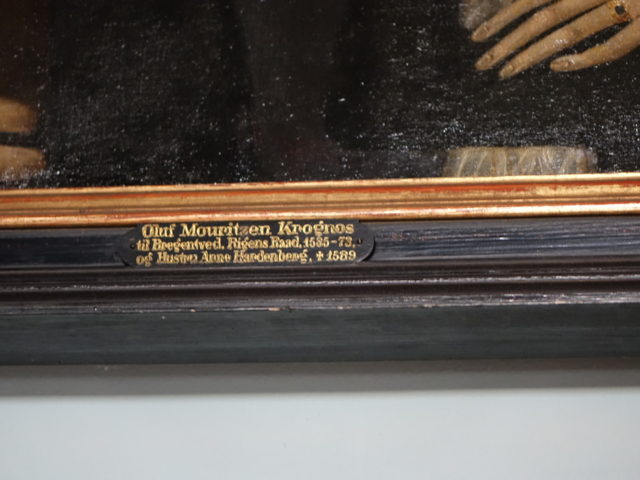 Oluf Mouritzen Krognos
til Bregentved, Rigens Raad, 1535-73,
og Hustru Anne Hardenberg, ✝ 1589